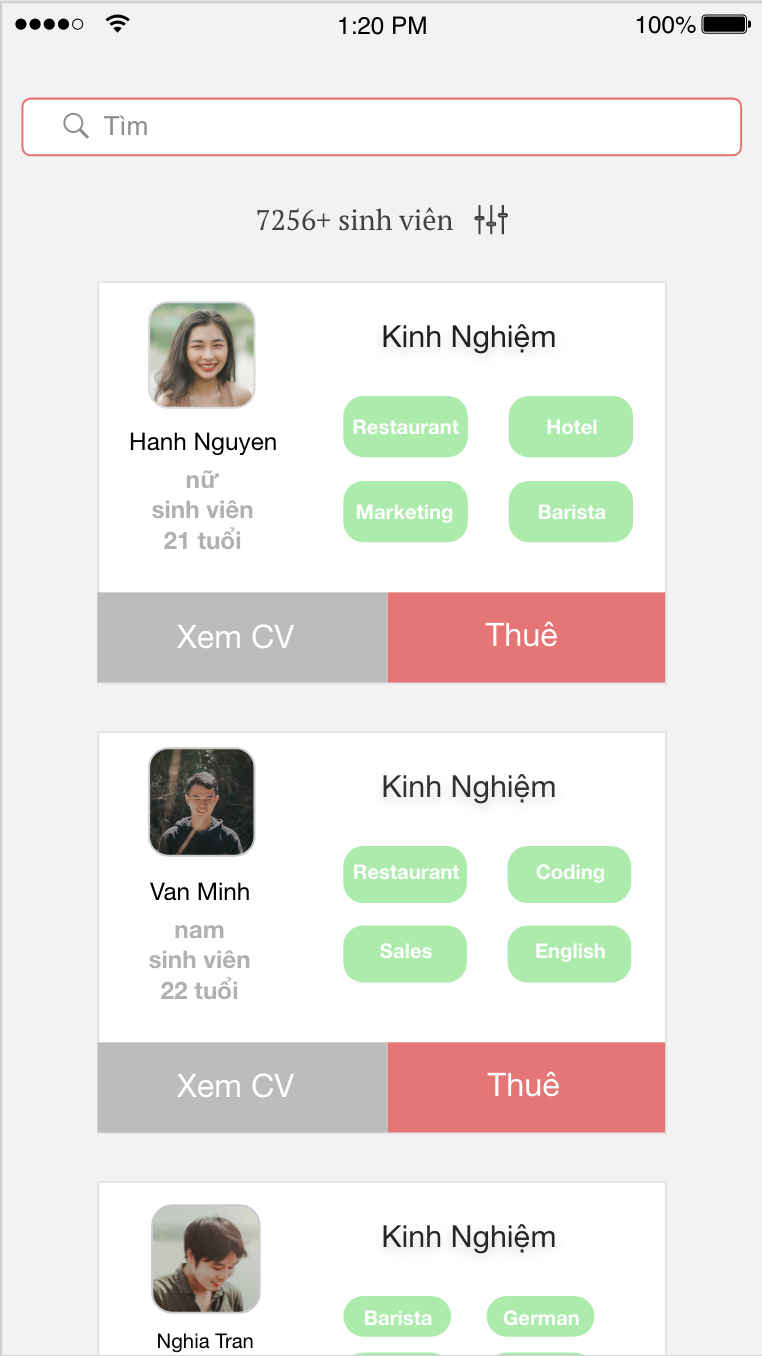 1:20 PM 100%
Tìm
7256+ sinh viên
Kinh Nghiệm
Restaurant Hotel
Hanh Nguyen
nữ
sinh viên
21 tuổi
Marketing Barista
Xem CV Thuê
Kinh Nghiệm
Restaurant Coding
Van Minh
nam
sinh viên
22 tuổi
Sales English
Xem CV Thuê
Kinh Nghiệm
Barista German
Nghia Tran